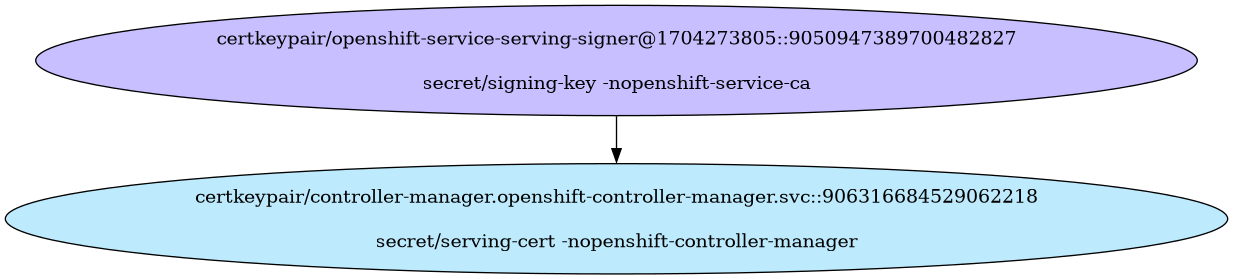 certkeypair/openshift-service-serving-signer@1704273805::9050947389700482827
secret/signing-key -nopenshift-service-ca
certkeypair/controller-manager.openshift-controller-manager.svc::906316684529062218
secret/serving-cert -nopenshift-controller-manager